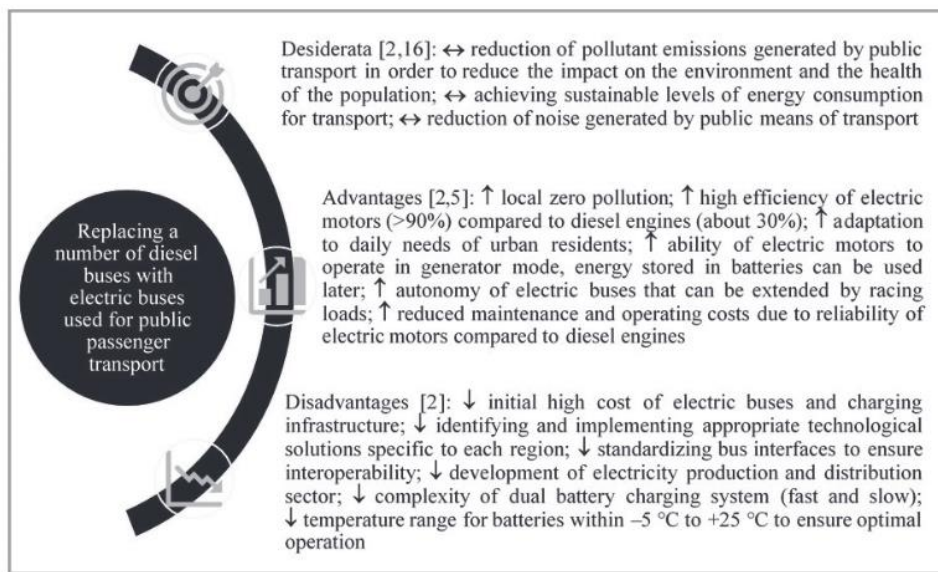 Desiderata [2,16]: ↔ reduction of pollutant emissions generated by public
transport in order to reduce the impact on the environment and the health
of the population; ↔ achieving sustainable levels of energy consumption
for transport; ↔ reduction of noise generated by public means of transport
Replacing a
number of diesel
buses with
electric buses
used for public
passenger
transport
Advantages [2,5]: ↑ local zero pollution; ↑ high efficiency of electric
motors (>90%) compared to diesel engines (about 30%); ↑ adaptation
to daily needs of urban residents; ↑ ability of electric motors to
operate in generator mode, energy stored in batteries can be used
later; ↑ autonomy of electric buses that can be extended by racing
loads; ↑ reduced maintenance and operating costs due to reliability of
electric motors compared to diesel engines
Disadvantages [2]: ↓ initial high cost of electric buses and charging
infrastructure; ↓ identifying and implementing appropriate technological
solutions specific to each region; ↓ standardizing bus interfaces to ensure
interoperability; ↓ development of electricity production and distribution
sector; ↓ complexity of dual battery charging system (fast and slow);
↓ temperature range for batteries within –5 °C to +25 °C to ensure optimal
operation